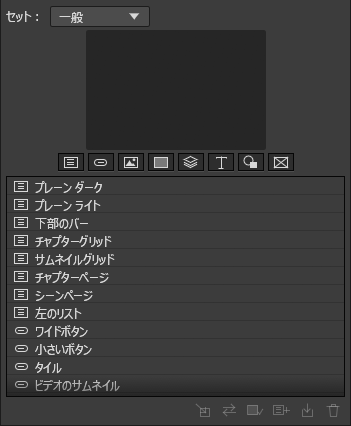 セット： 一般
プレーン ダーク
プレーン ライト
下部のバー
チャプターグリッド
サムネイルグリッド
チャプターページ
シーンページ
左のリスト
ワイドボタン
小さいボタン
タイル
ビデオのサムネイル